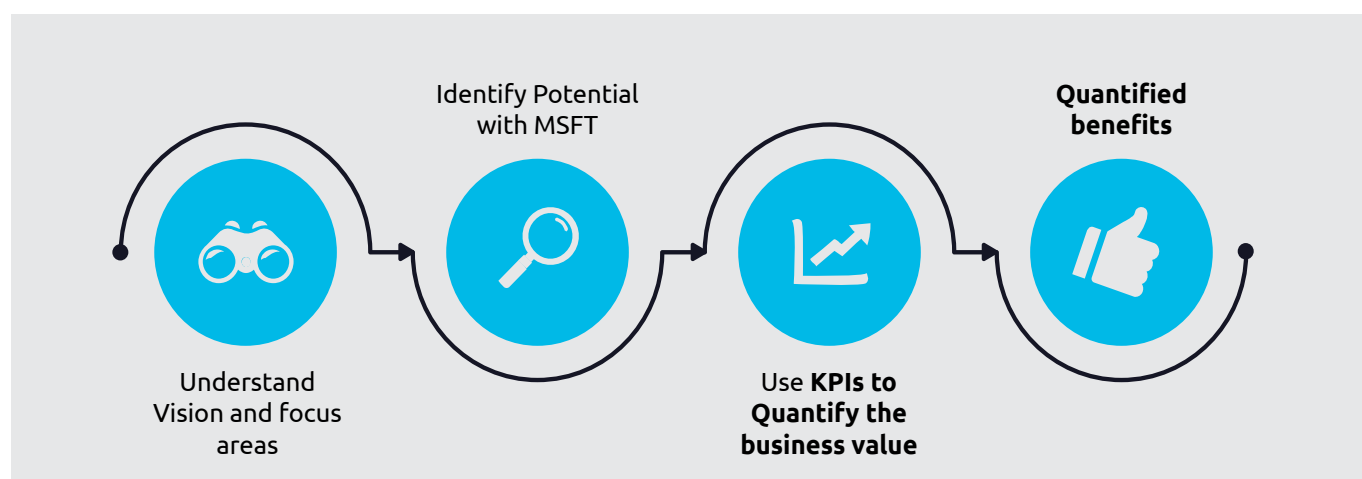 Understand
Vision and focus
areas
Identify Potential
with MSFT
Use KPIs to
Quantify the
business value
Quantified
benefits